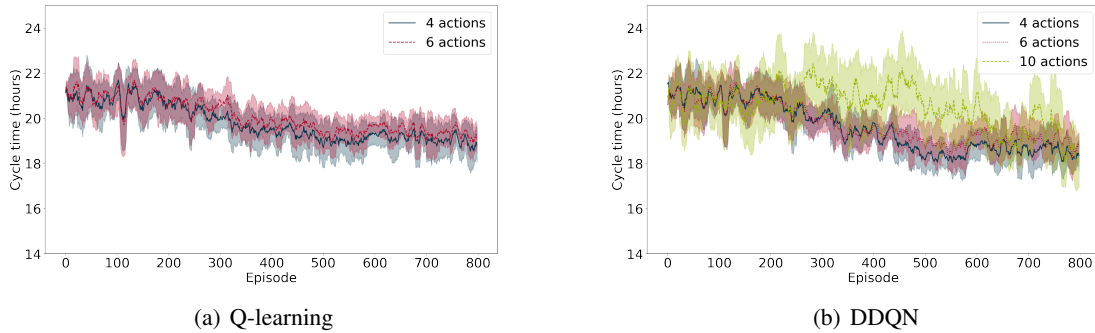 24
22
20
18
16
14
Cycle time (hours)
0 100 200 300 400 500 600 700 800
Episode
4 actions
6 actions
(a) Q-learning
24
22
20
18
16
14
Cycle time (hours)
0 100 200 300 400 500 600 700 800
Episode
4 actions
6 actions
10 actions
(b) DDQN